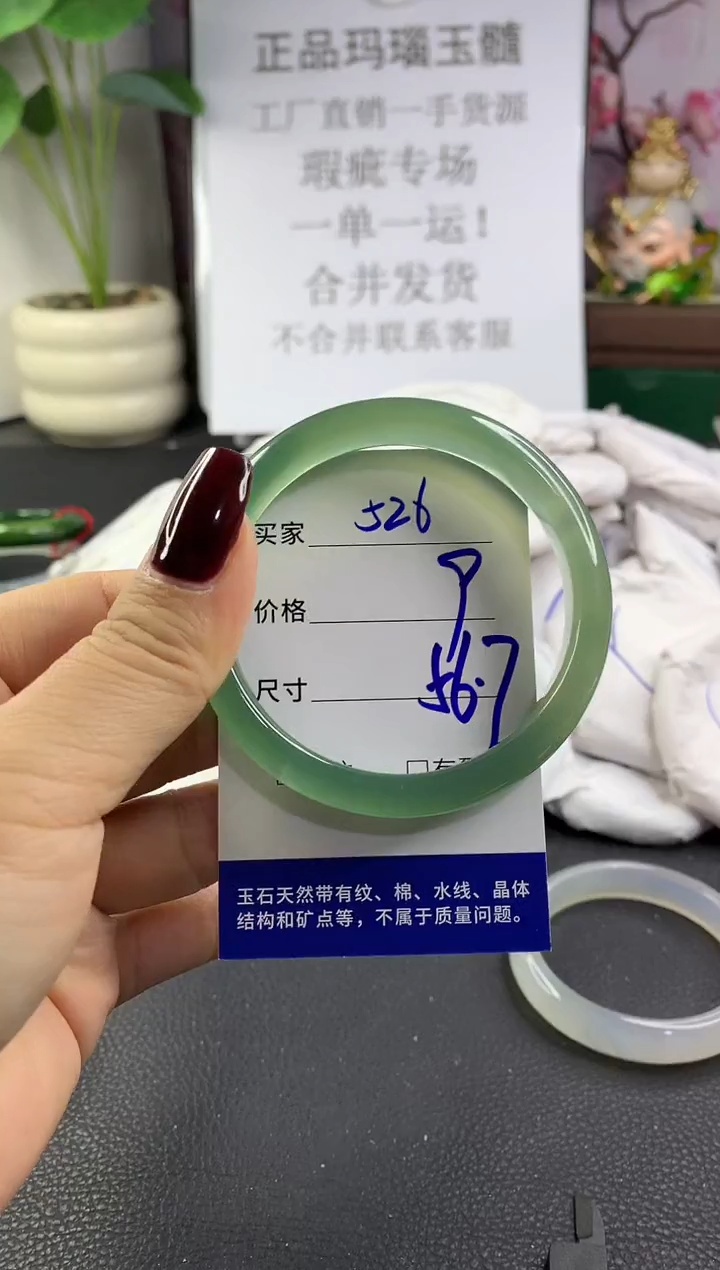 正品玛瑙玉髓
工厂直销一手货源
瑕疵专场
一单一运！
合并发货
不合并联系客服
买家 526
价格
尺寸 56.7
玉石天然带有纹、棉、水线、晶体
结构和矿点等，不属于质量问题。